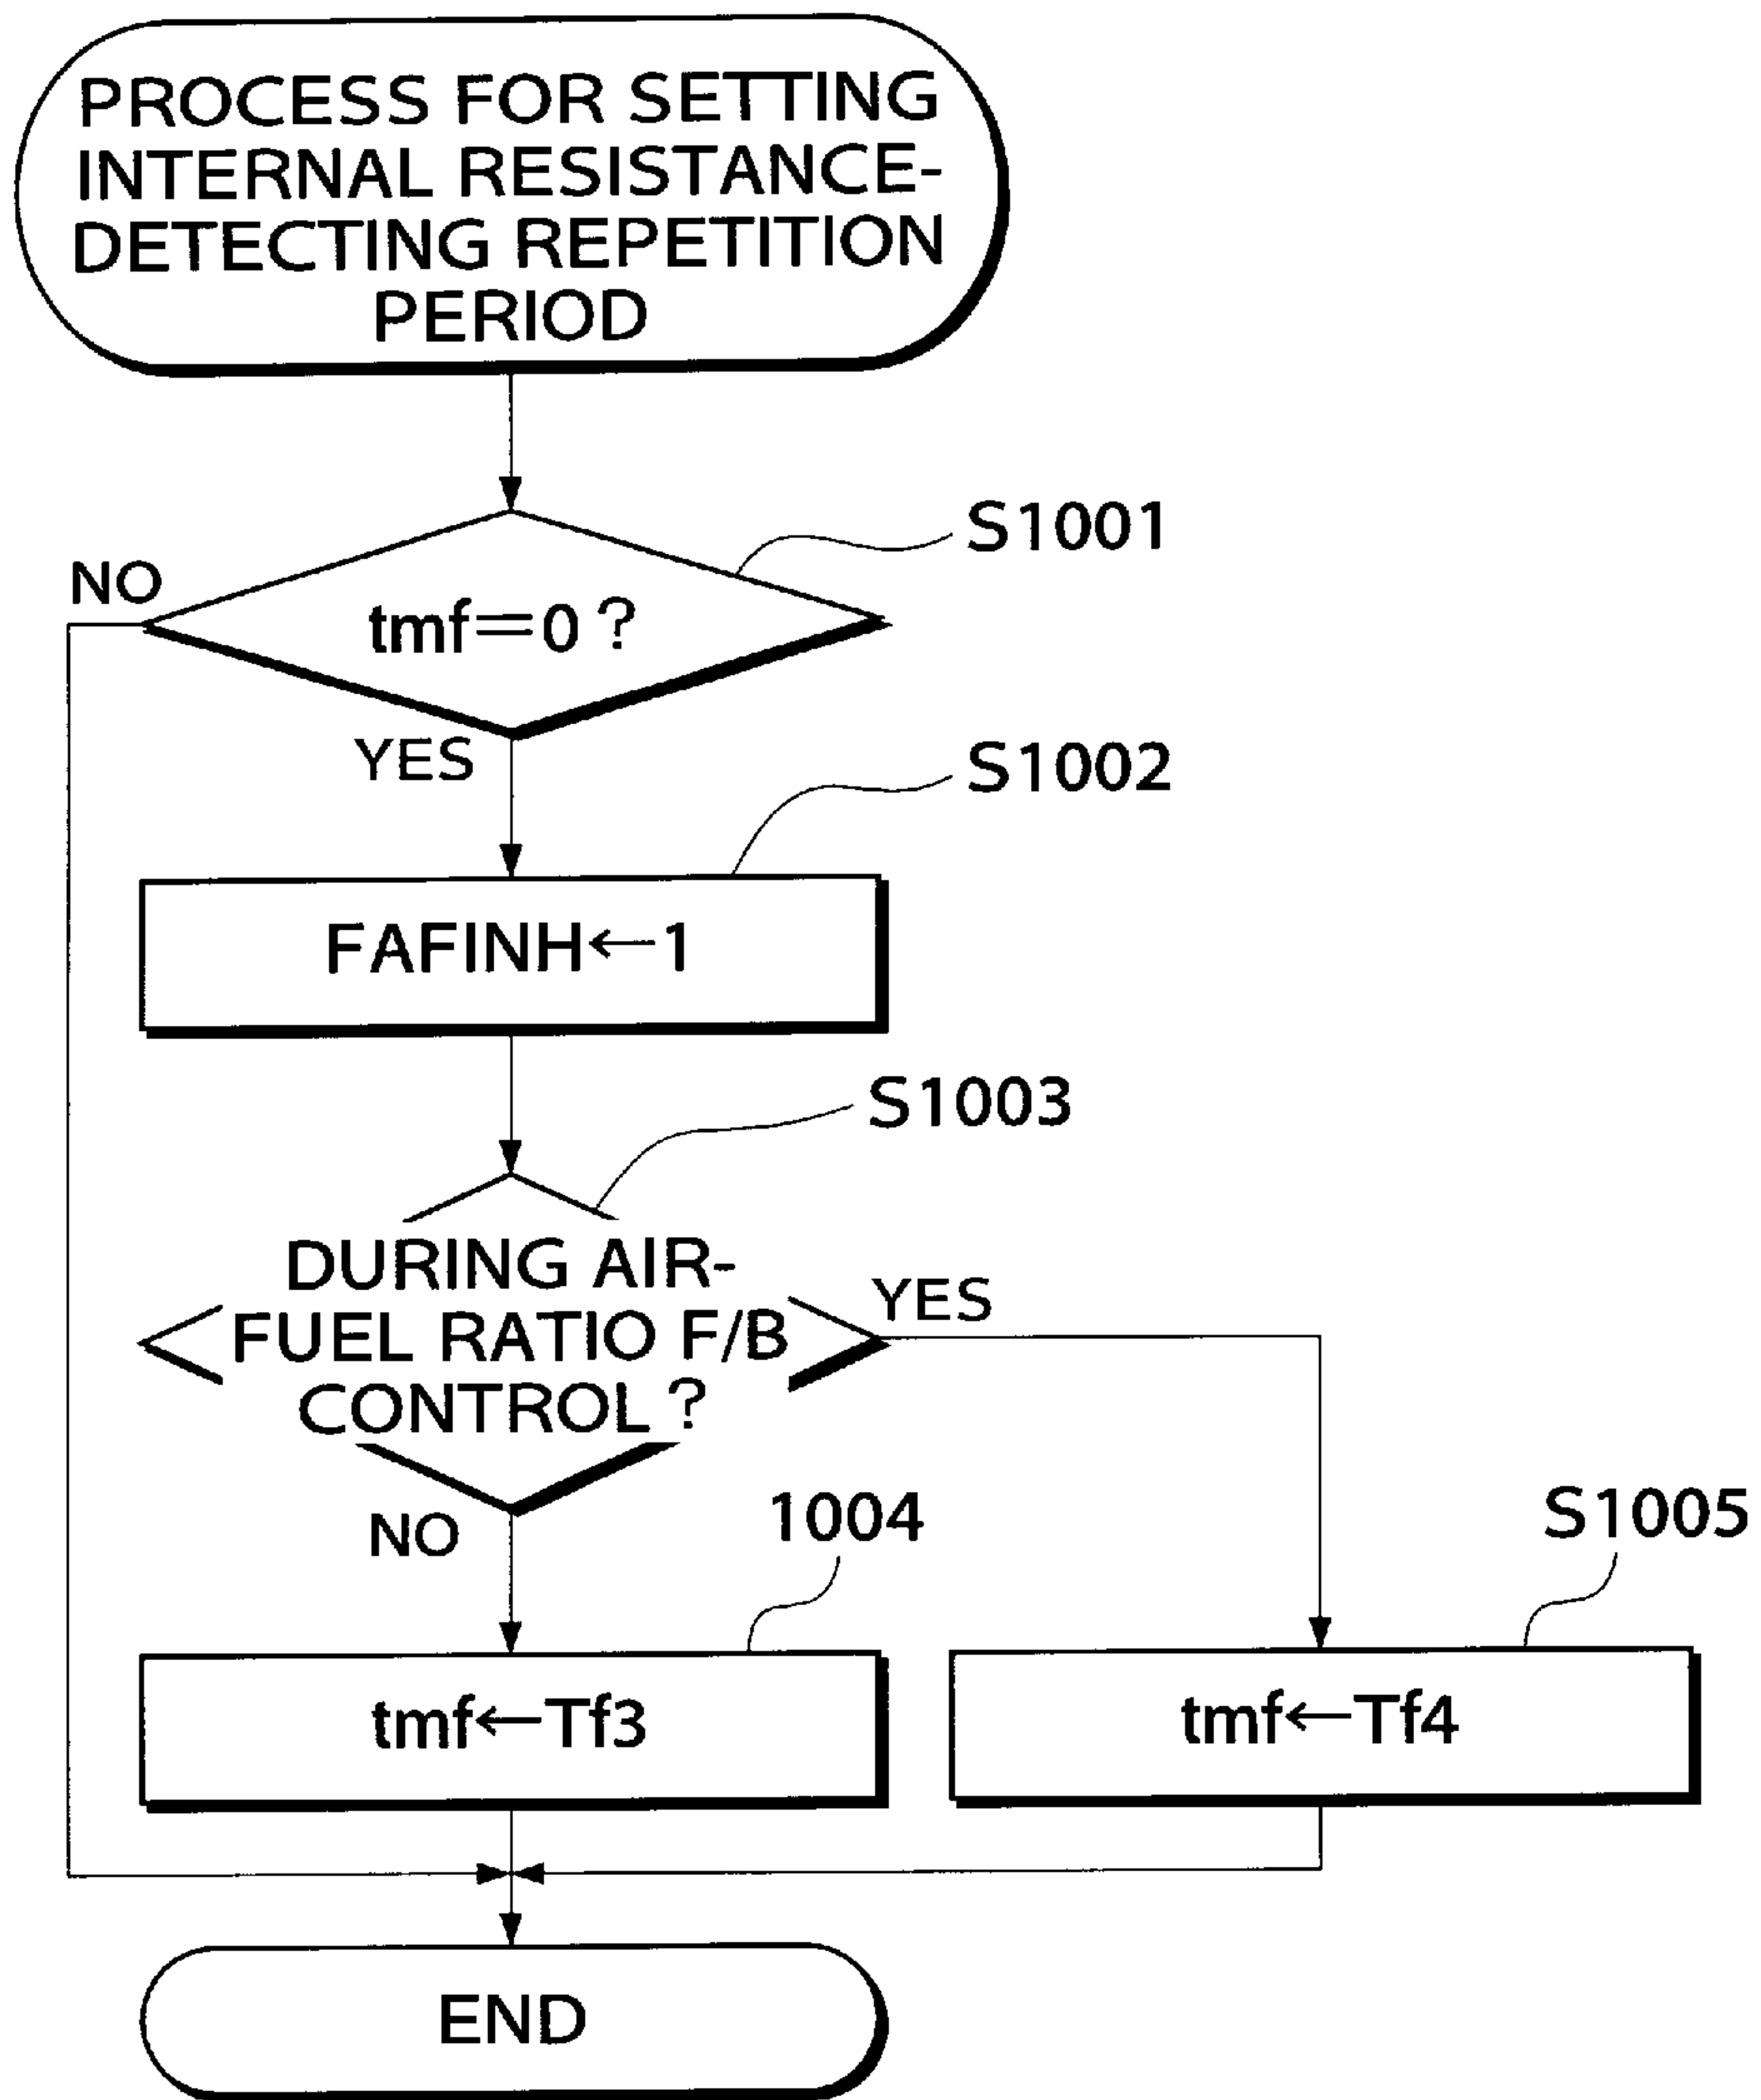 PROCESS FOR SETTING
INTERNAL RESISTANCE-
DETECTING REPETITION
PERIOD
S1001
NO
tmf=0?
YES
S1002
FAFINH←1
S1003
DURING AIR-
FUEL RATIO F/B
CONTROL?
YES
NO
1004
S1005
tmf←Tf3
tmf←Tf4
END